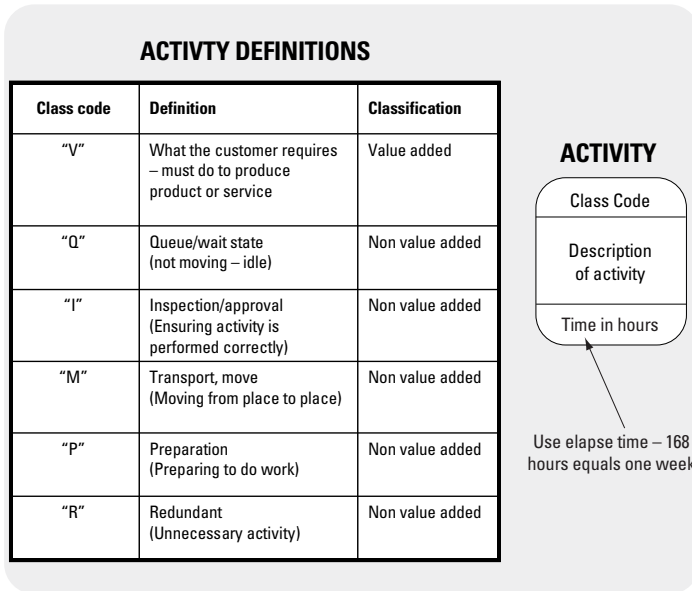 ACTIVTY DEFINITIONS
Class code Definition Classification
“V” What the customer requires Value added
– must do to produce
product or service
“Q” Queue/wait state Non value added
(not moving – idle)
“I” Inspection/approval Non value added
(Ensuring activity is
performed correctly)
“M” Transport, move Non value added
(Moving from place to place)
“P” Preparation Non value added
(Preparing to do work)
“R” Redundant Non value added
(Unnecessary activity)
ACTIVITY
Class Code
Description
of activity
Time in hours
Use elapse time – 168
hours equals one week